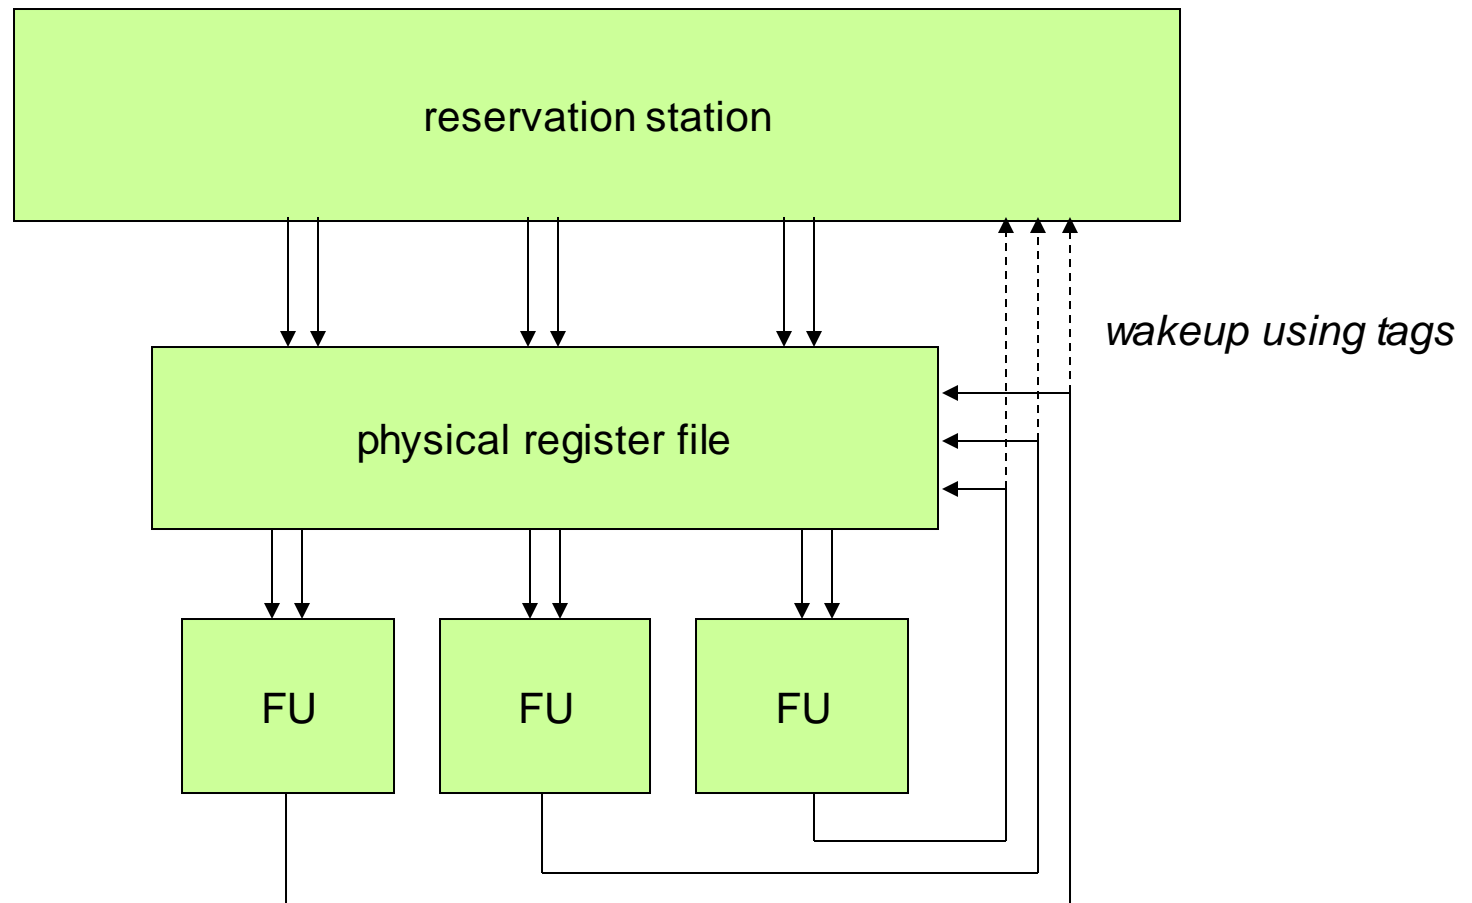 reservation station
wakeup using tags
physical register file
FU
FU
FU